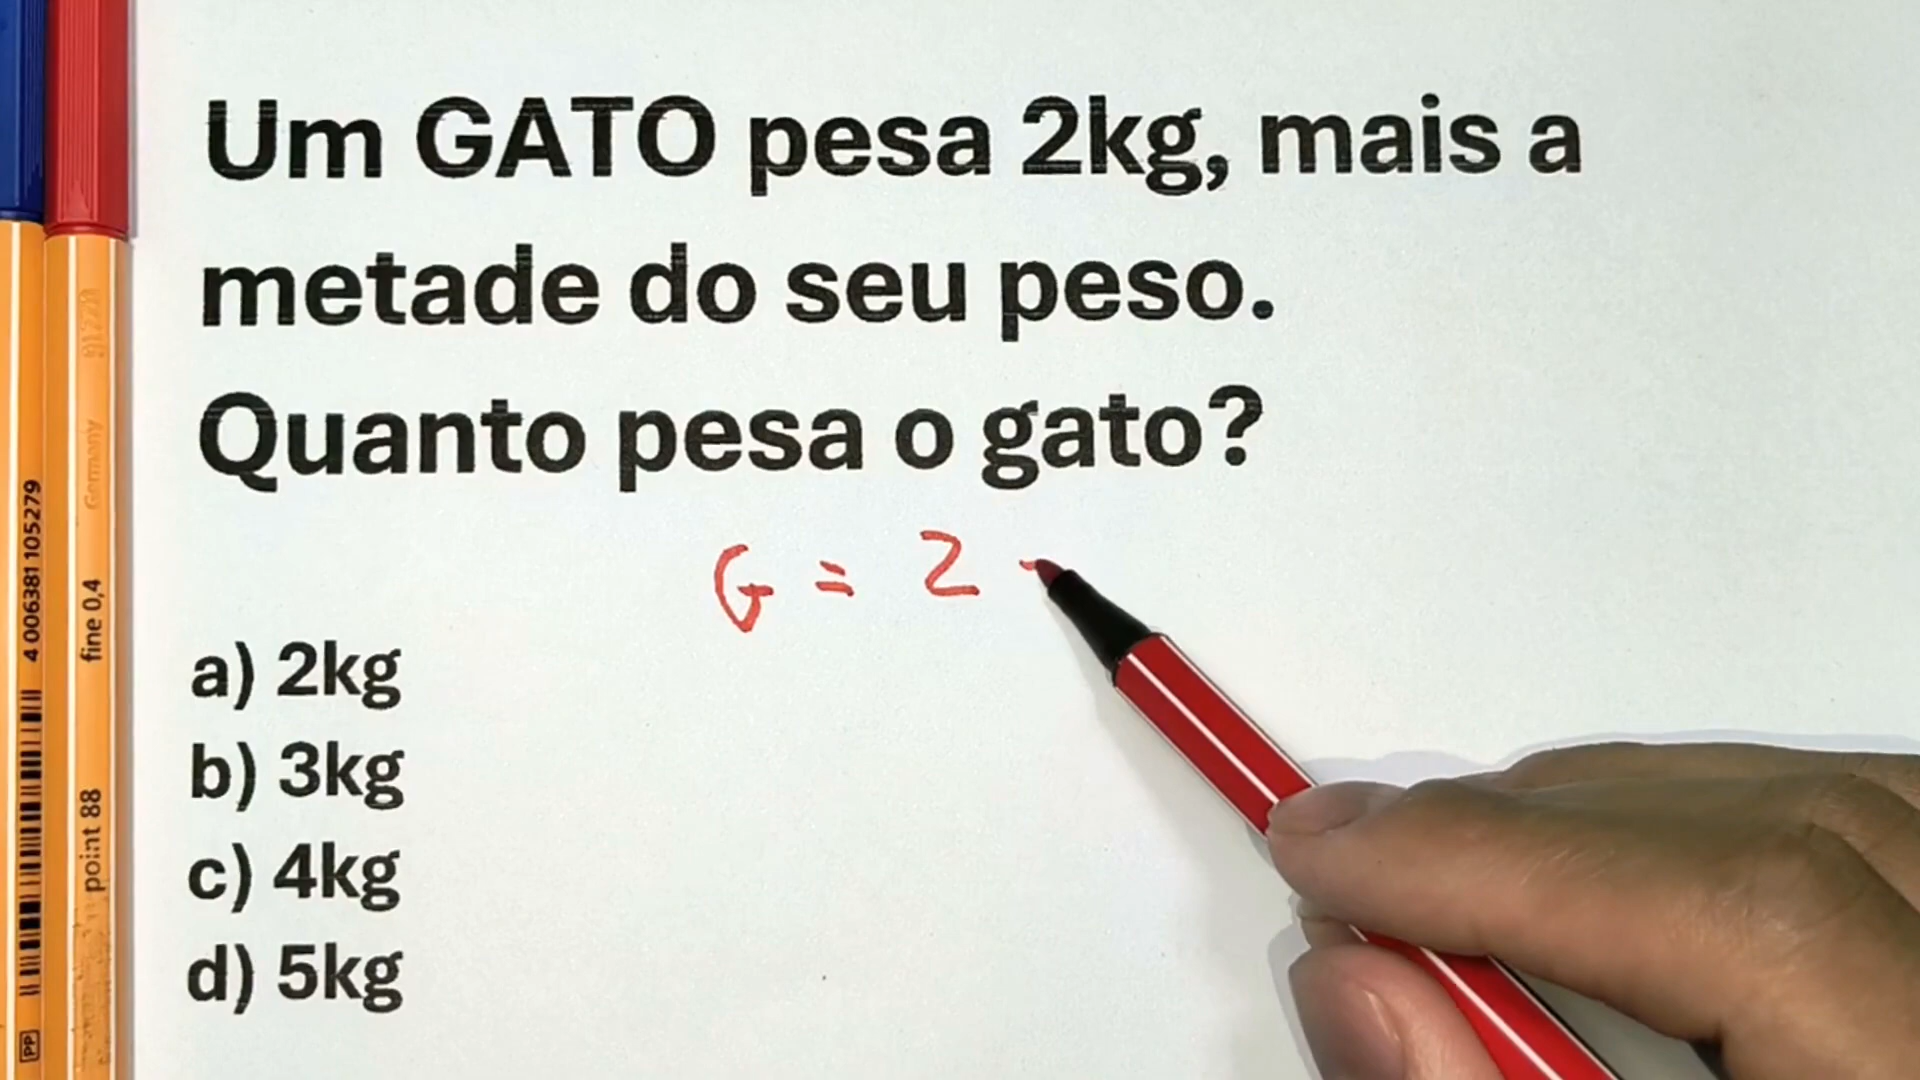 Um GATO pesa 2kg, mais a
metade do seu peso.
Quanto pesa o gato?
G = 2 -
a) 2kg
b) 3kg
c) 4kg
d) 5kg
4 006381 105279
fine 0,4
point 88
Germany
PP